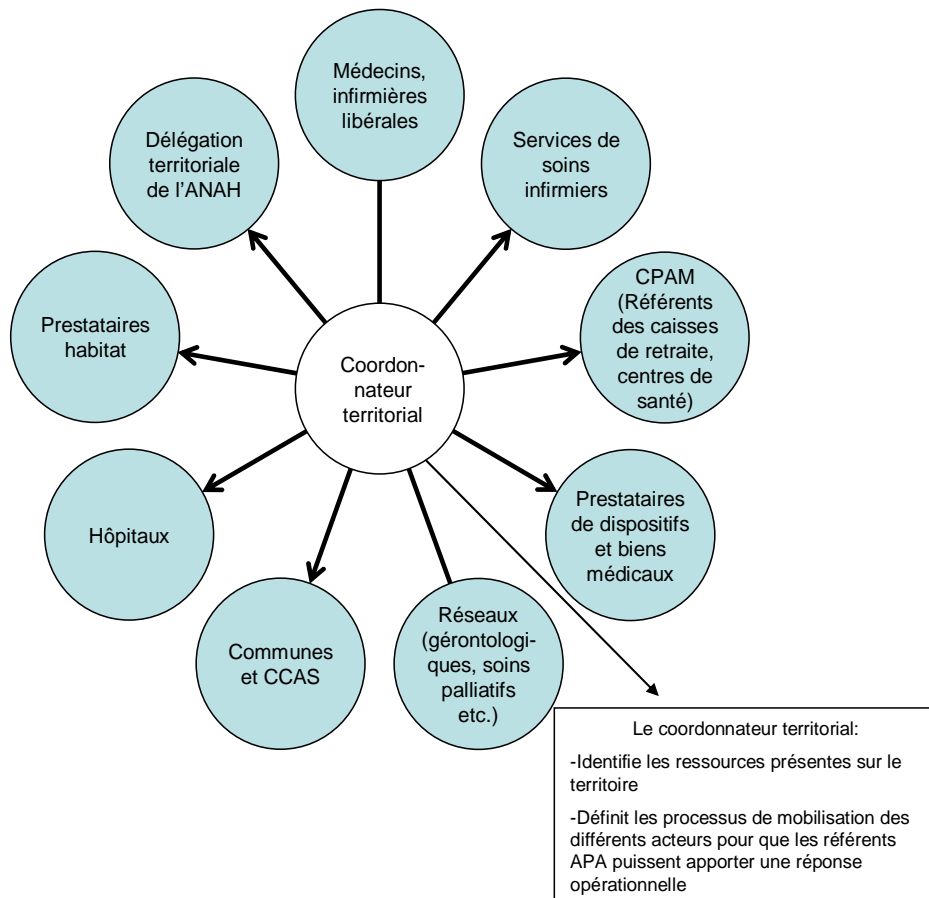 Médecins,
infirmières
libérales
Délégation
territoriale
de l'ANAH
Services de
soins
infirmiers
Prestataires
habitat
CPAM
(Référents
des caisses
de retraite,
centres de
santé)
Coordon-
nateur
territorial
Hôpitaux
Prestataires
de dispositifs
et biens
médicaux
Communes
et CCAS
Réseaux
(gérontologi-
ques, soins
palliatifs
etc.)
Le coordonnateur territorial:
-Identifie les ressources présentes sur le
territoire
-Définit les processus de mobilisation des
différents acteurs pour que les référents
APA puissent apporter une réponse
opérationnelle